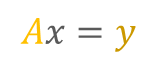 Ax = y